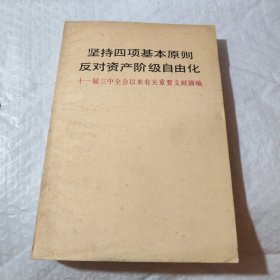 坚持四项基本原则
反对资产阶级自由化
十一届三中全会以来有关重要文献摘编